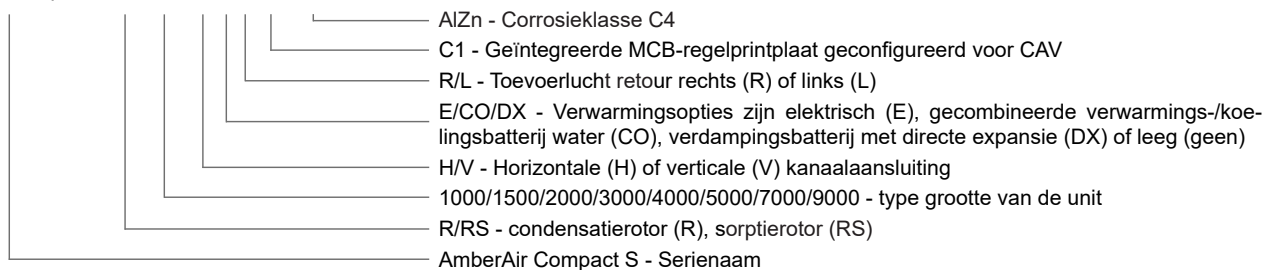 AlZn - Corrosieklasse C4
C1 - Geïntegreerde MCB-regelprintplaat geconfigureerd voor CAV
R/L - Toevoerlucht retour rechts (R) of links (L)
E/CO/DX - Verwarmingsopties zijn elektrisch (E), gecombineerde verwarmings-/koe-
lingsbatterij water (CO), verdampingsbatterij met directe expansie (DX) of leeg (geen)
H/V - Horizontale (H) of verticale (V) kanaalaansluiting
1000/1500/2000/3000/4000/5000/7000/9000 - type grootte van de unit
R/RS - condensatierotor (R), sorptierotor (RS)
AmberAir Compact S - Serienaam